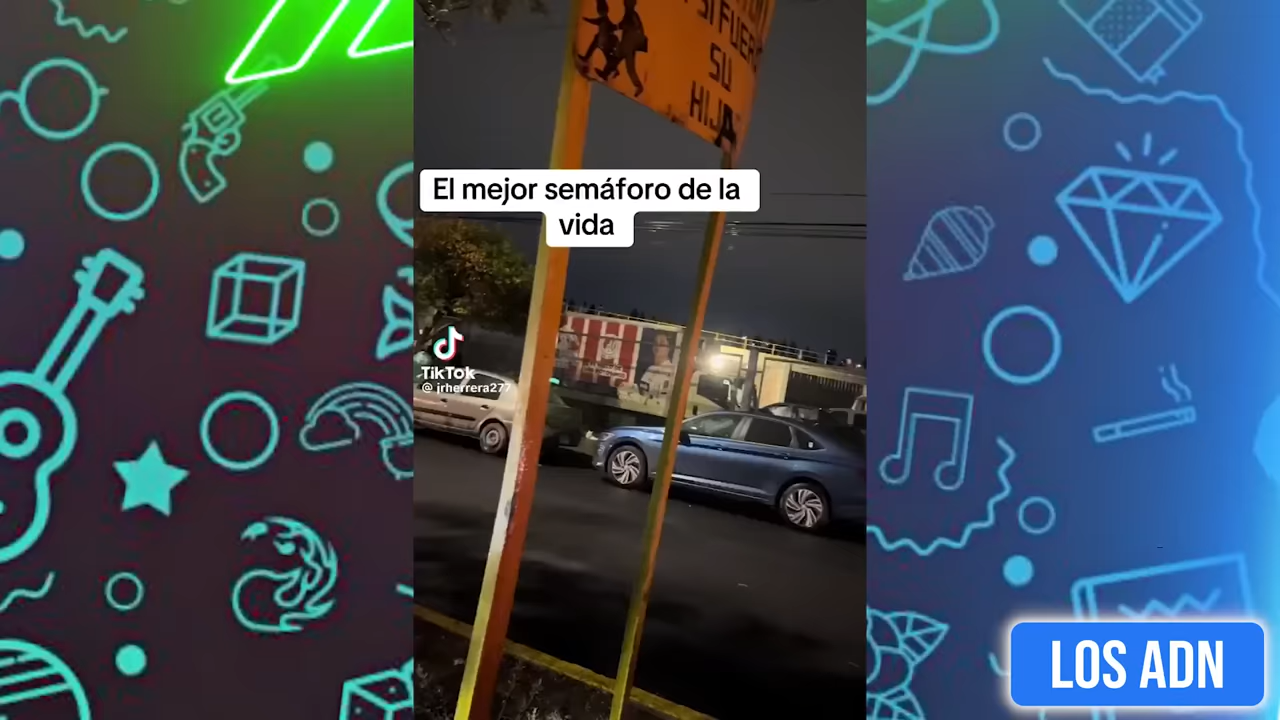 SI FUERA
SU
HIJA
El mejor semáforo de la
vida
TikTok
@ jrherrera277
LOS ADN